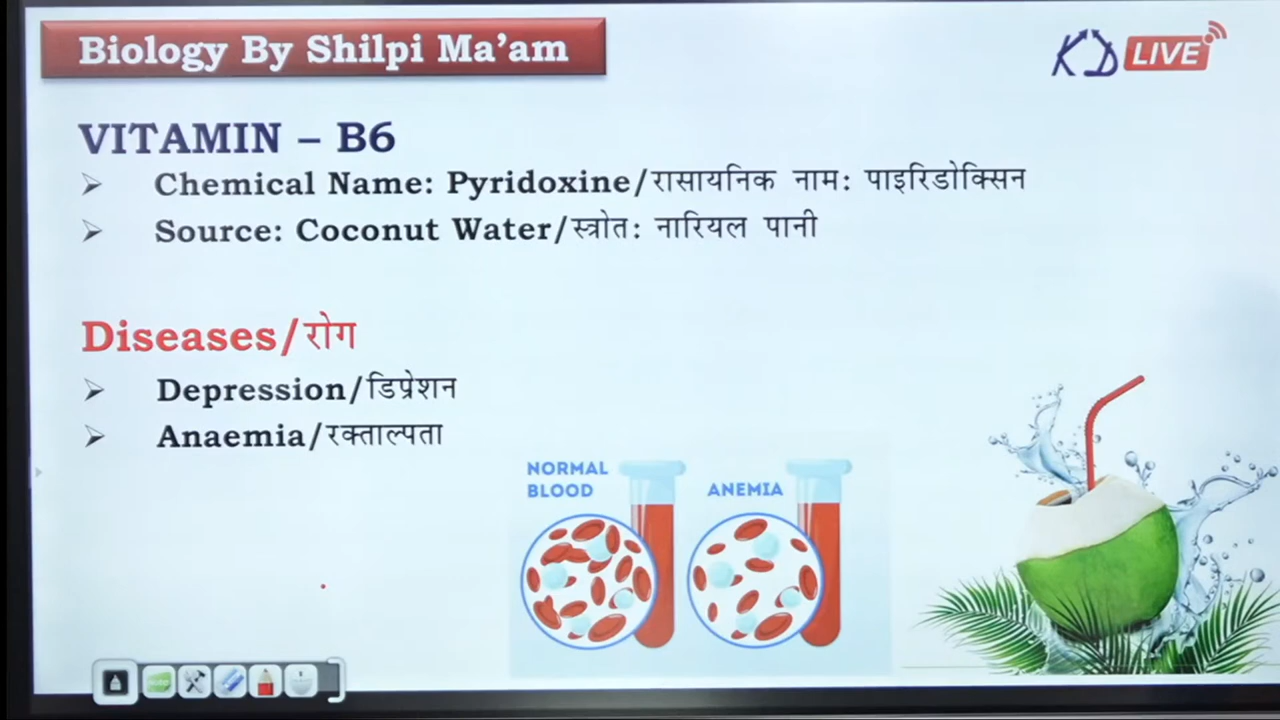 Biology By Shilpi Ma'am
KD LIVE
VITAMIN – B6
➢ Chemical Name: Pyridoxine/रासायनिक नाम: पाइरिडोक्सिन
➢ Source: Coconut Water/स्त्रोत: नारियल पानी
Diseases/रोग
➢ Depression/डिप्रेशन
➢ Anaemia/रक्ताल्पता
NORMAL
BLOOD
ANEMIA